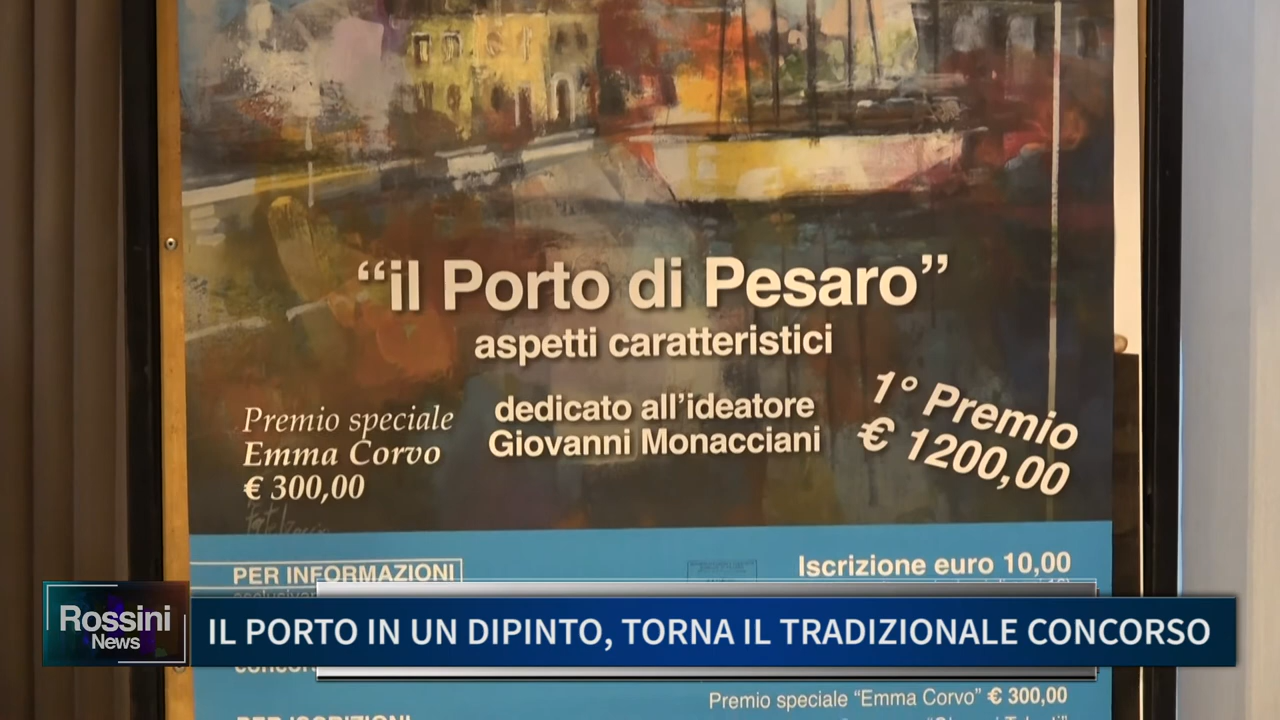 “il Porto di Pesaro”
aspetti caratteristici
Premio speciale
Emma Corvo
€ 300,00
dedicato all'ideatore
Giovanni Monacciani
1° Premio
€ 1200,00
PER INFORMAZIONI
Iscrizione euro 10,00
Rossini
News
IL PORTO IN UN DIPINTO, TORNA IL TRADIZIONALE CONCORSO
Premio speciale “Emma Corvo” € 300,00